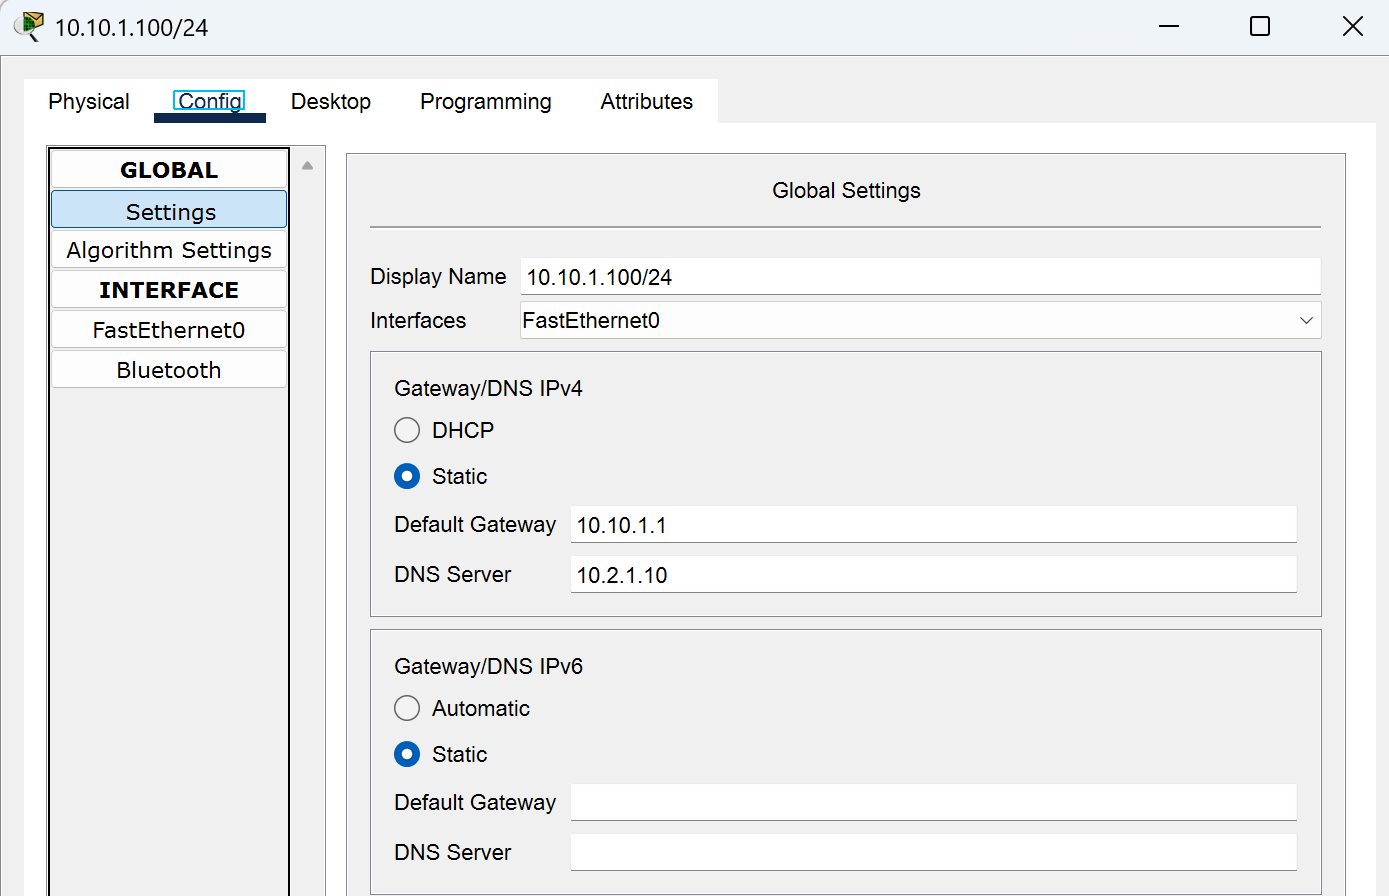 10.10.1.100/24
Physical Config Desktop Programming Attributes
GLOBAL
Settings
Algorithm Settings
INTERFACE
FastEthernet0
Bluetooth
Global Settings
Display Name 10.10.1.100/24
Interfaces FastEthernet0
Gateway/DNS IPv4
DHCP
Static
Default Gateway 10.10.1.1
DNS Server 10.2.1.10
Gateway/DNS IPv6
Automatic
Static
Default Gateway
DNS Server